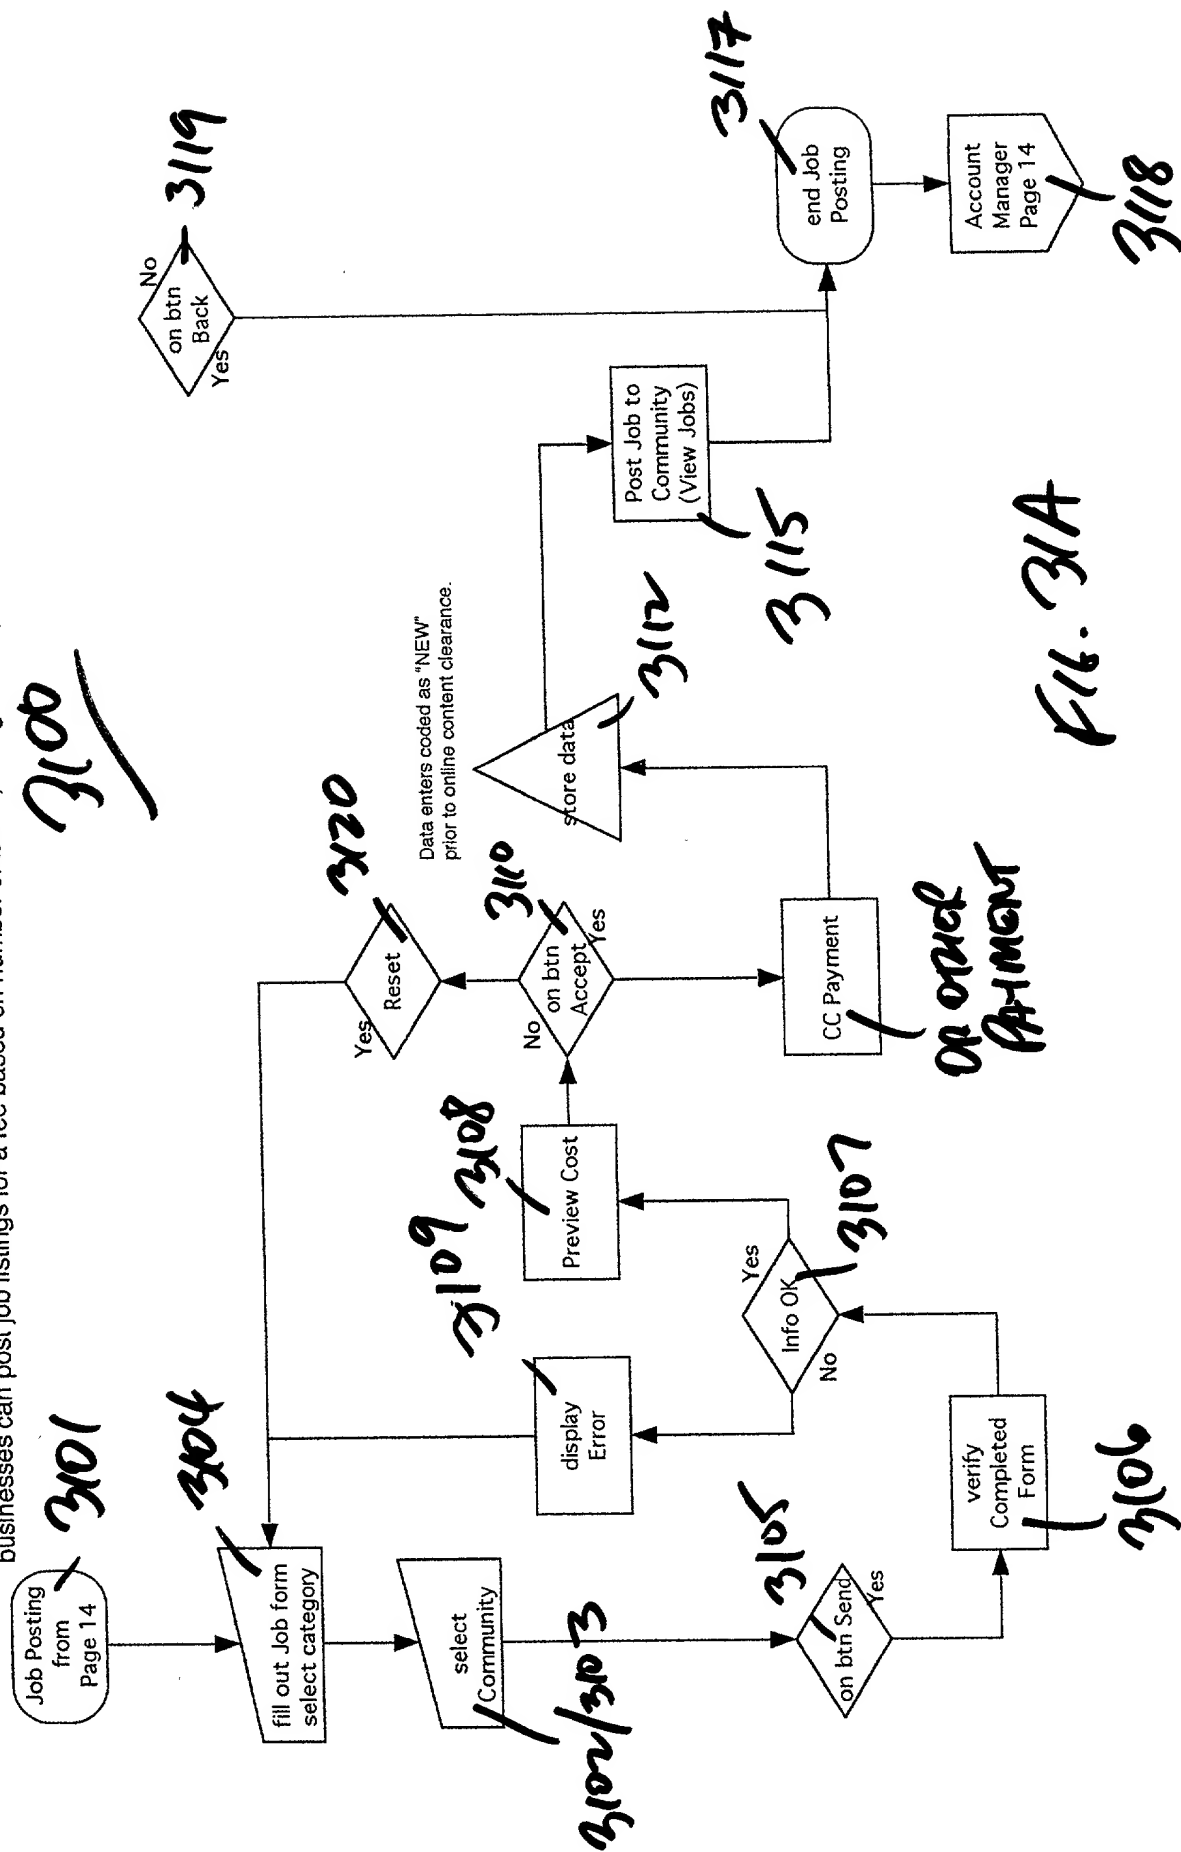 businesses can post job listings for a fee based on number of
3100
Job Posting
from
Page 14
3101
fill out Job form
select category
3104
select
Community
3102/3103
on btn Send
Yes
3105
verify
Completed
Form
3106
Info OK
Yes
No
3107
display
Error
3109
Preview Cost
3108
on btn
Accept
No
Yes
3110
Reset
Yes
3120
CC Payment
OR OTHER
PAYMENT
Data enters coded as "NEW"
prior to online content clearance.
store data
3112
Post Job to
Community
(View Jobs)
3115
on btn
Back
No
Yes
3119
end Job
Posting
3117
Account
Manager
Page 14
3118
FIG. 31A